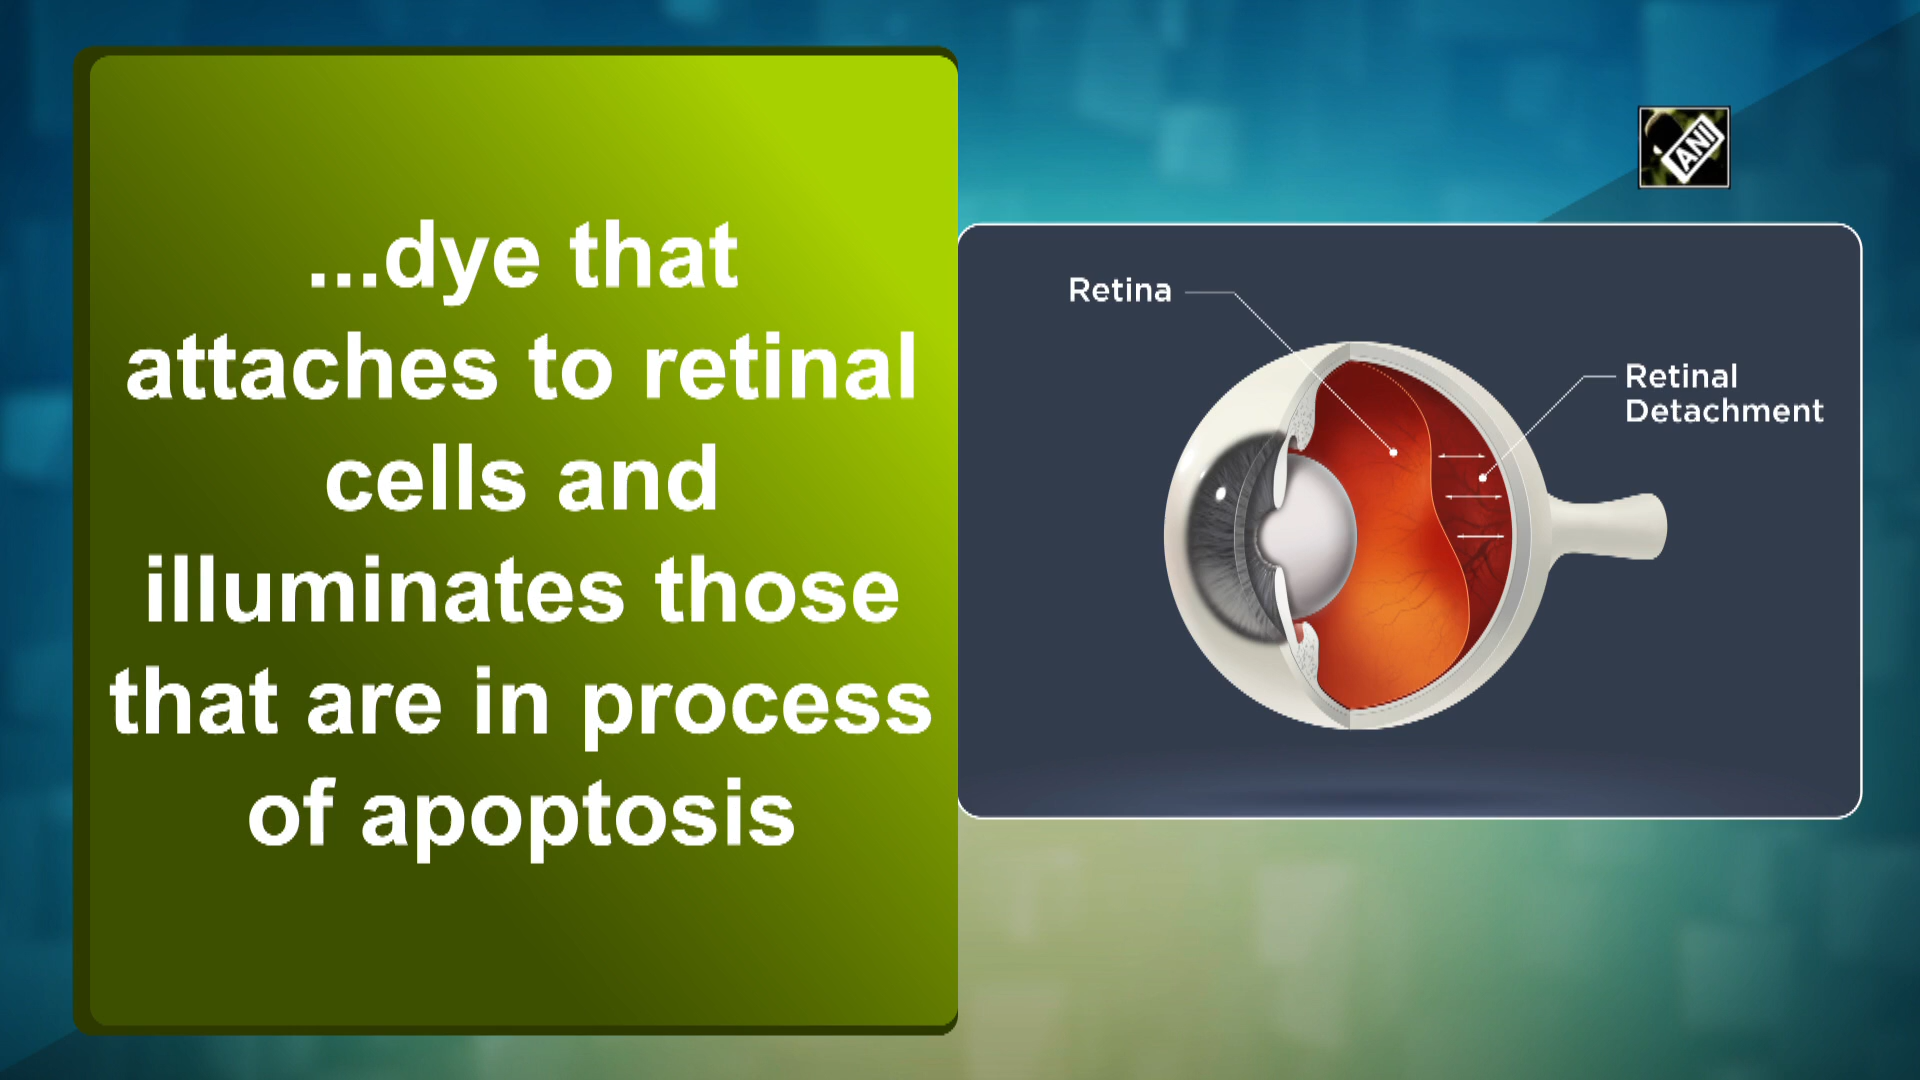 ...dye that
attaches to retinal
cells and
illuminates those
that are in process
of apoptosis
ANI
Retina
Retinal
Detachment